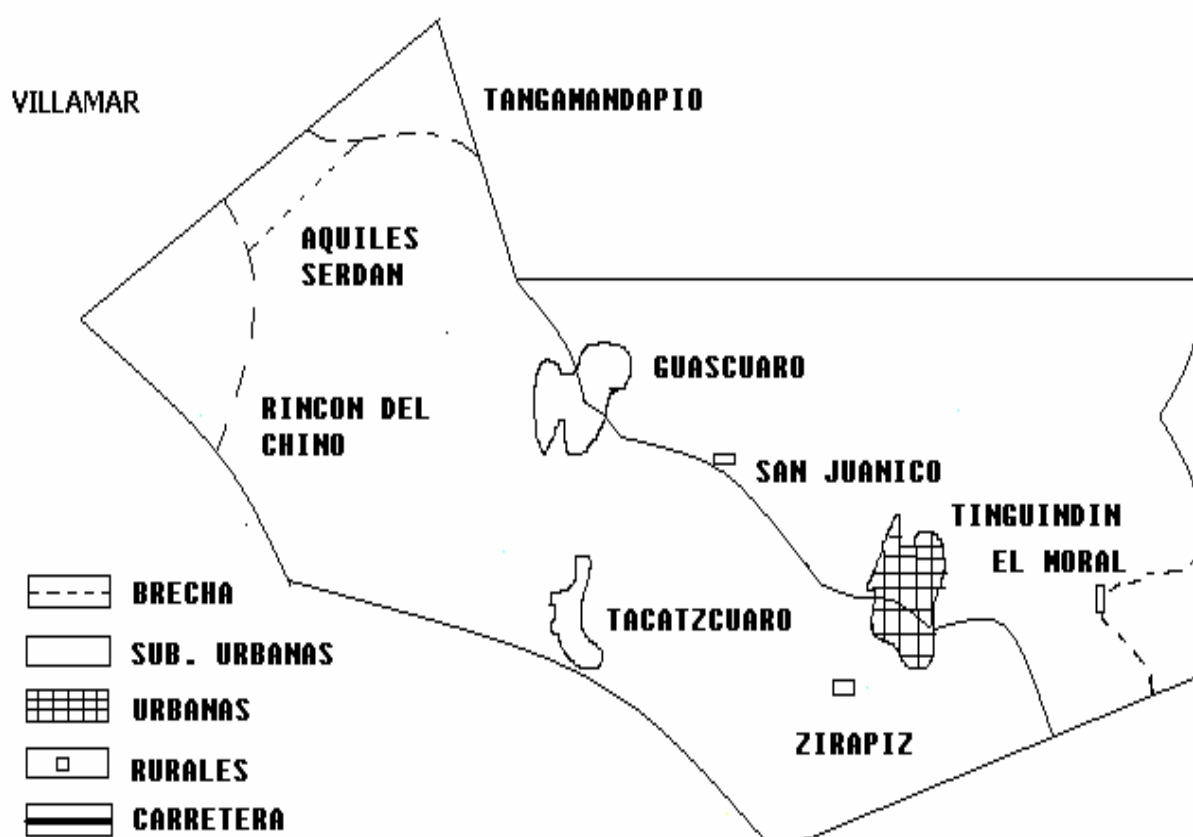 VILLAMAR
TANGAMANDAPIO
AQUILES
SERDAN
GUASCUARO
RINCON DEL
CHINO
SAN JUANICO
TINGUINDIN
EL MORAL
TACATZCUARO
ZIRAPIZ
BRECHA
SUB. URBANAS
URBANAS
RURALES
CARRETERA